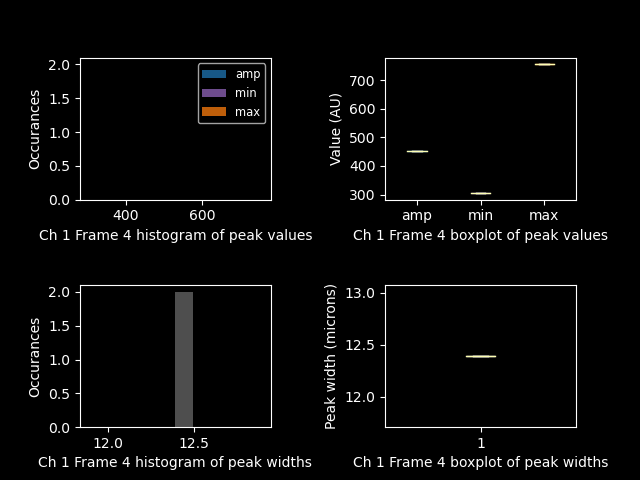 2.0
1.5
1.0
0.5
0.0
Occurances
400
600
amp
min
max
Ch 1 Frame 4 histogram of peak values
700
600
500
400
300
Value (AU)
amp
min
max
Ch 1 Frame 4 boxplot of peak values
2.0
1.5
1.0
0.5
0.0
Occurances
12.0
12.5
Ch 1 Frame 4 histogram of peak widths
13.0
12.5
12.0
Peak width (microns)
1
Ch 1 Frame 4 boxplot of peak widths